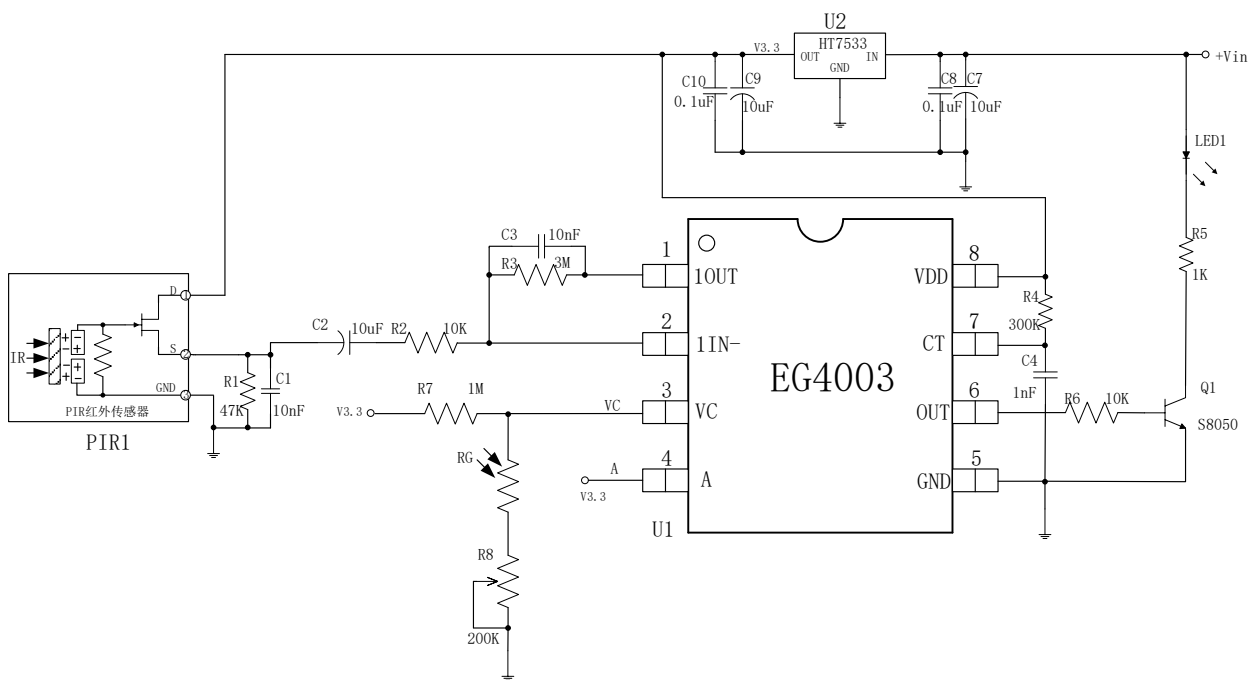 U2
HT7533
V3.3
OUT
IN
GND
+Vin
C10
0.1uF
C9
10uF
C8
0.1uF
C7
10uF
LED1
R5
1K
C3
10nF
R3
3M
1
1OUT
2
1IN-
3
VC
4
A
EG4003
U1
8
VDD
7
CT
6
OUT
5
GND
R4
300K
C4
1nF
R6
10K
Q1
S8050
D
1
S
2
GND
3
IR
PIR红外传感器
PIR1
R1
47K
C1
10nF
C2
10uF
R2
10K
V3.3
R7
1M
VC
RG
A
V3.3
R8
200K